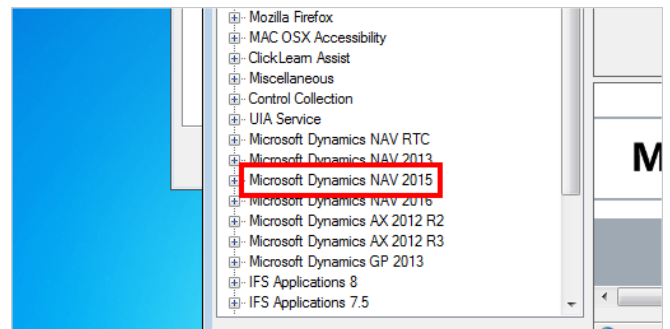 Mozilla Firefox
MAC OSX Accessibility
ClickLearn Assist
Miscellaneous
Control Collection
UIA Service
Microsoft Dynamics NAV RTC
Microsoft Dynamics NAV 2013
Microsoft Dynamics NAV 2015
Microsoft Dynamics NAV 2016
Microsoft Dynamics AX 2012 R2
Microsoft Dynamics AX 2012 R3
Microsoft Dynamics GP 2013
IFS Applications 8
IFS Applications 7.5
M